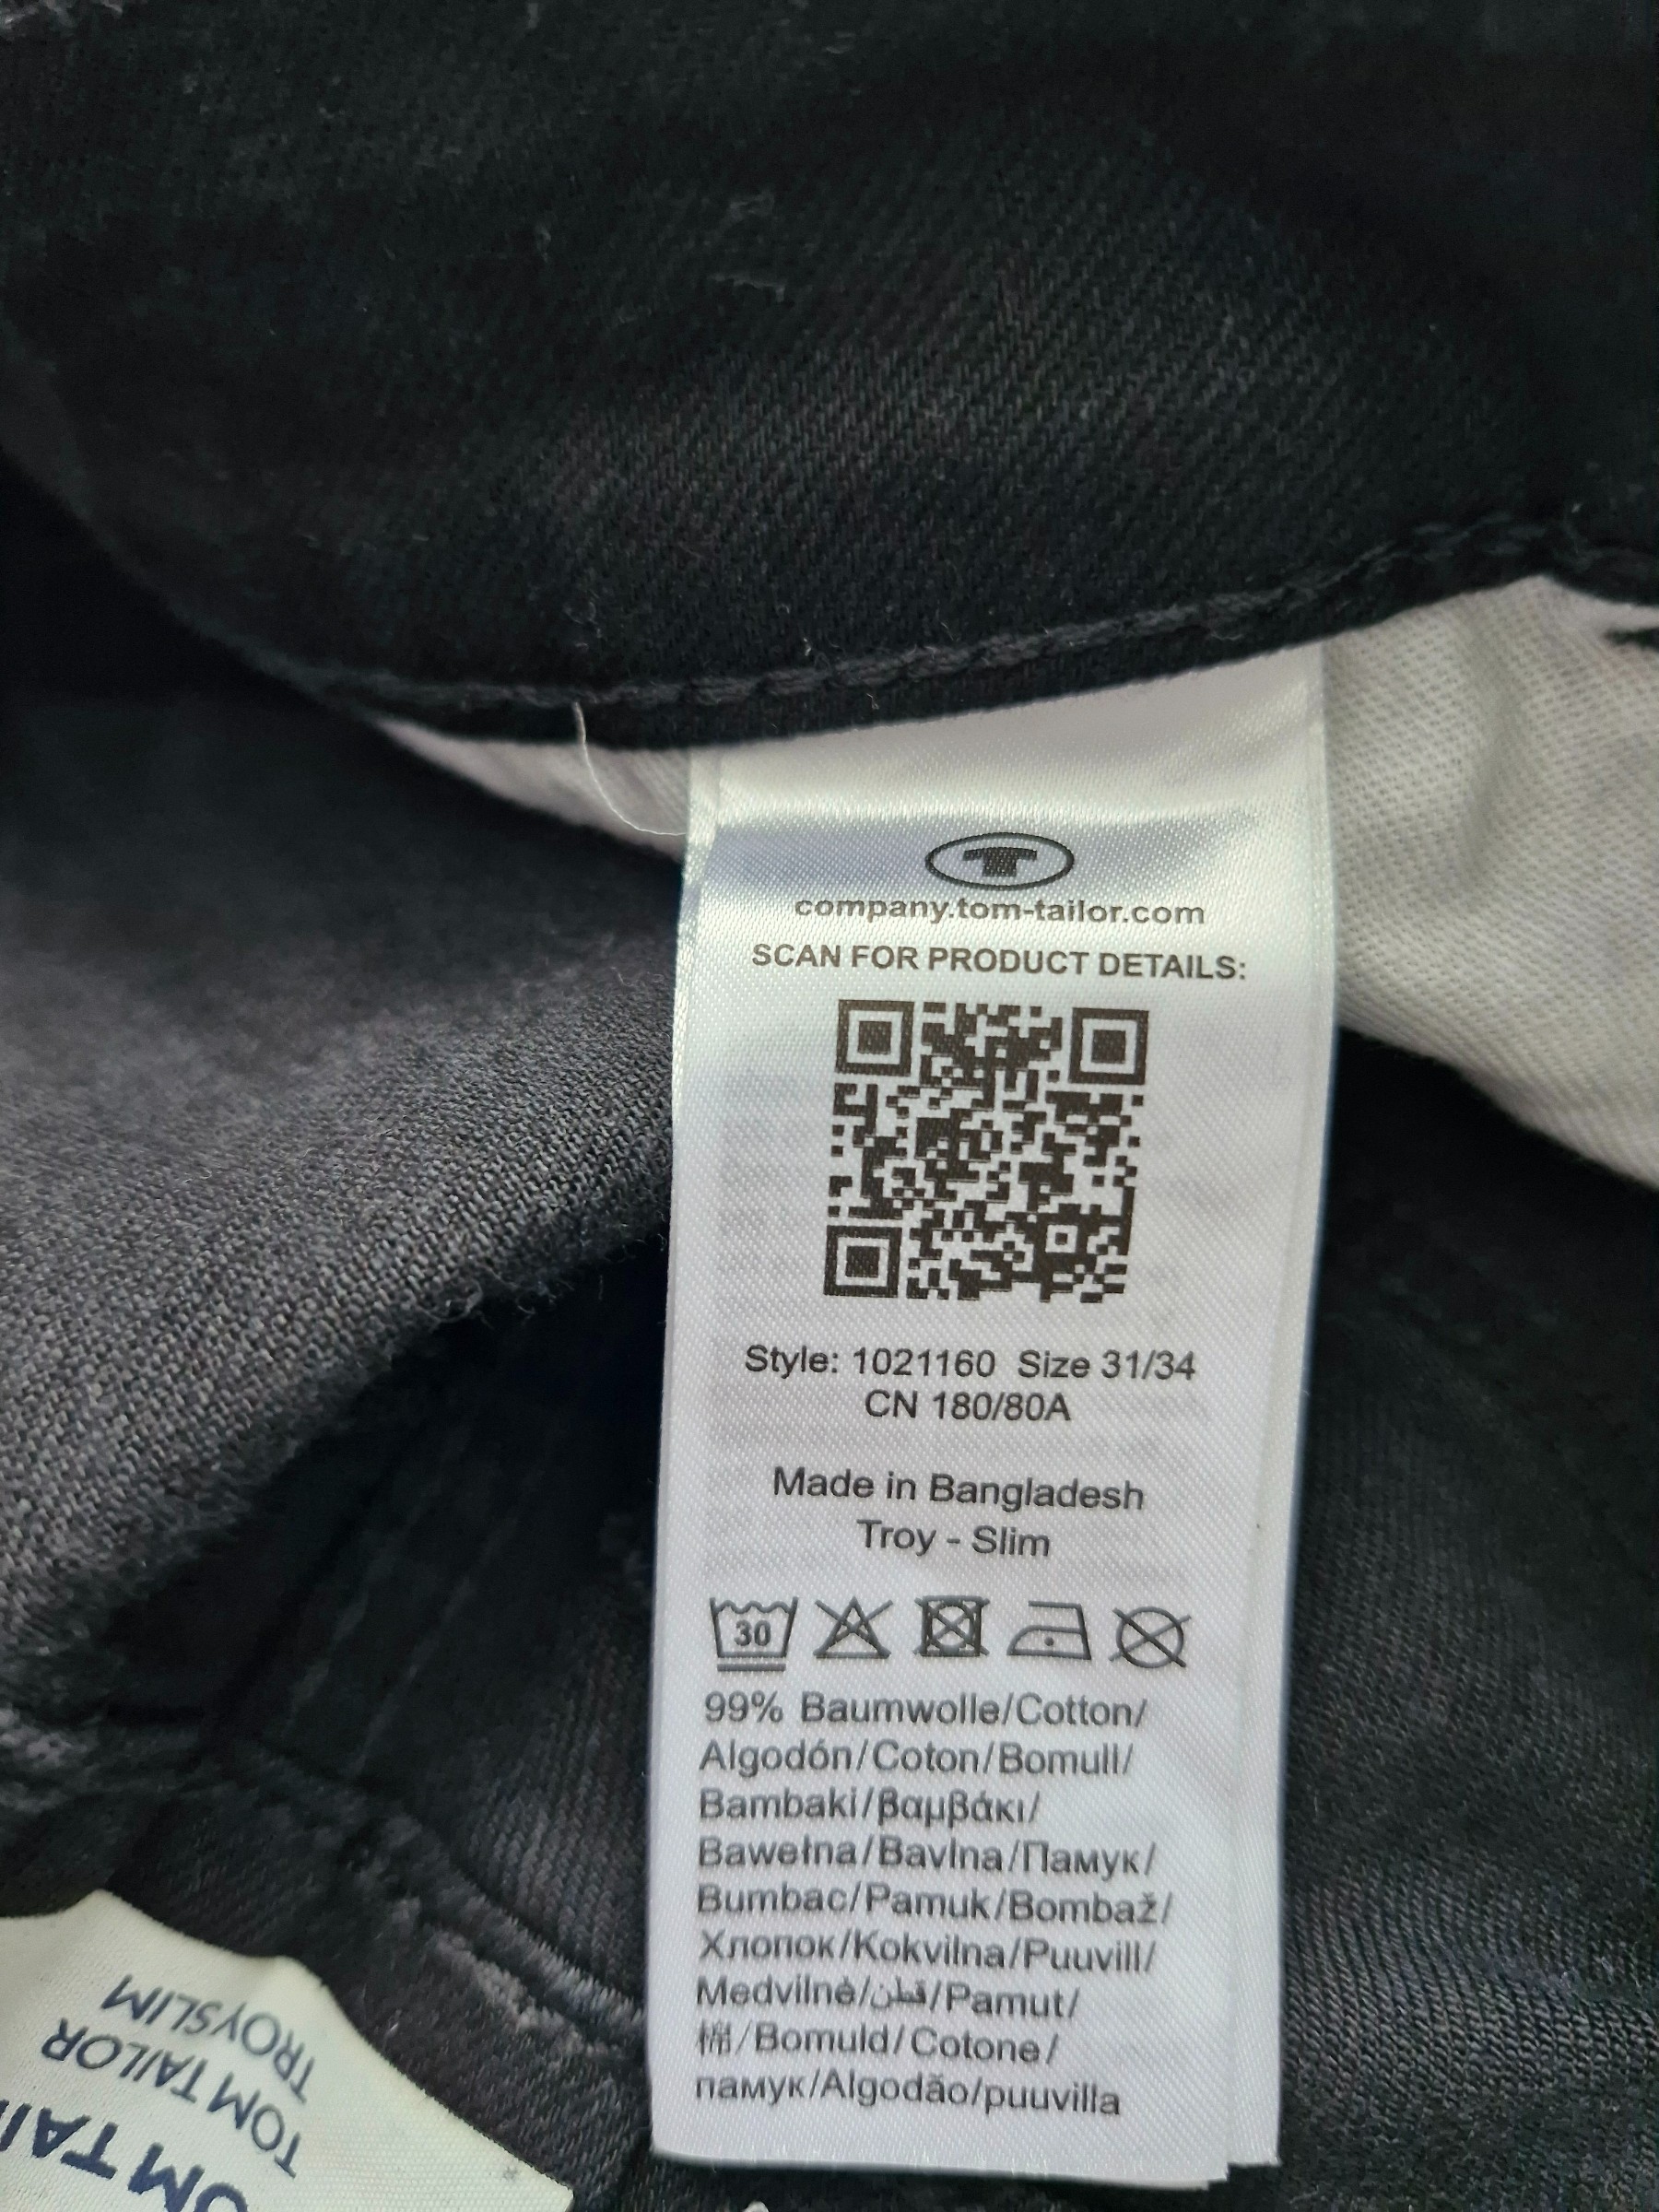 company.tom-tailor.com
SCAN FOR PRODUCT DETAILS:
Style: 1021160 Size 31/34
CN 180/80A
Made in Bangladesh
Troy - Slim
30
99% Baumwolle/Cotton/
Algodón/Coton/Bomull/
Bambaki/βαμβάκι/
Bawełna/Bavlna/Памук/
Bumbac/Pamuk/Bombaž/
Хлопок/Kokvilna/Puuvill/
Medvilnė/قطن/Pamut/
棉/Bomuld/Cotone/
памук/Algodão/puuvilla
TROYSLIM
TOM TAILOR
OM TAI